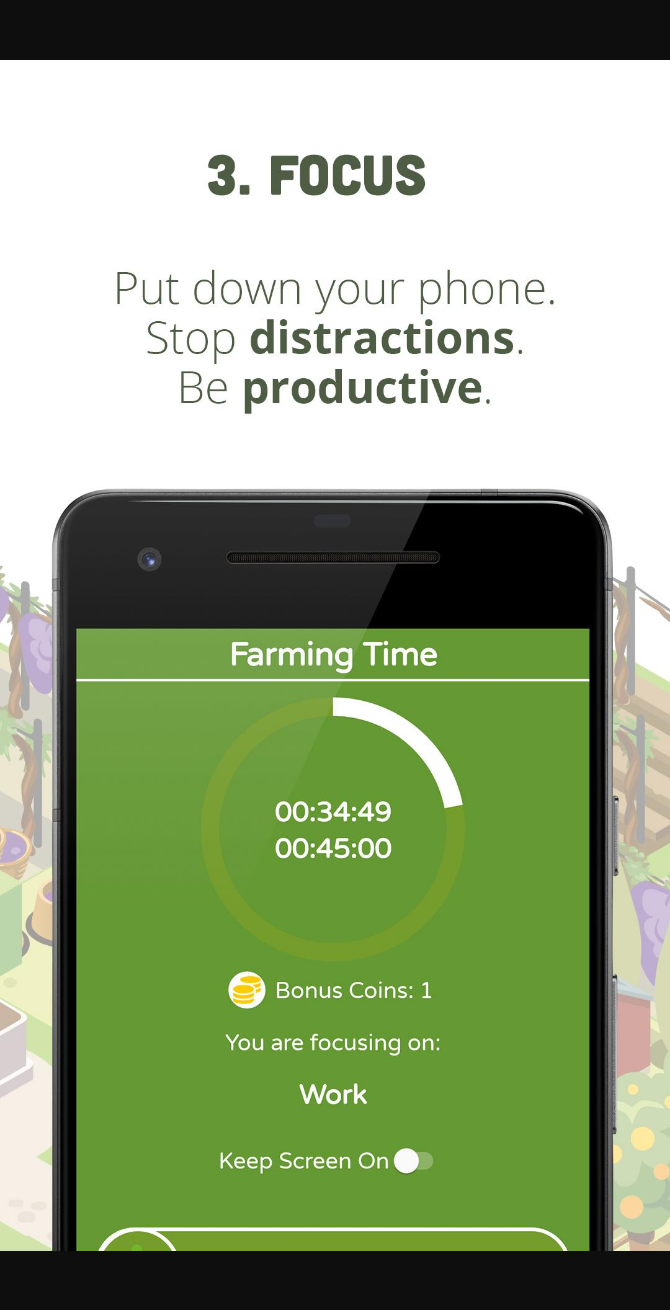 3. FOCUS
Put down your phone.
Stop distractions.
Be productive.
Farming Time
00:34:49
00:45:00
Bonus Coins: 1
You are focusing on:
Work
Keep Screen On